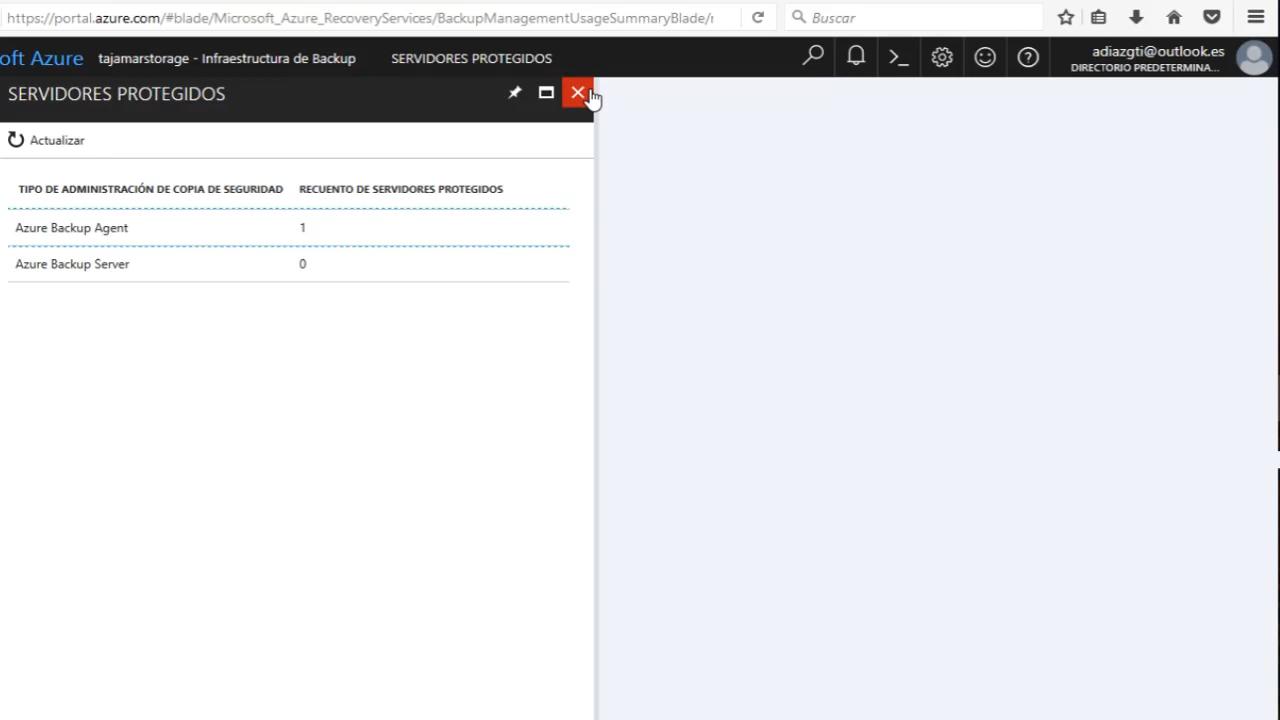 https://portal.azure.com/#blade/Microsoft_Azure_RecoveryServices/BackupManagementUsageSummaryBlade/r
Buscar
oft Azure tajamarstorage - Infraestructura de Backup SERVIDORES PROTEGIDOS
adiazgti@outlook.es
DIRECTORIO PREDETERMINA...
SERVIDORES PROTEGIDOS
Actualizar
TIPO DE ADMINISTRACIÓN DE COPIA DE SEGURIDAD RECUENTO DE SERVIDORES PROTEGIDOS
Azure Backup Agent 1
Azure Backup Server 0